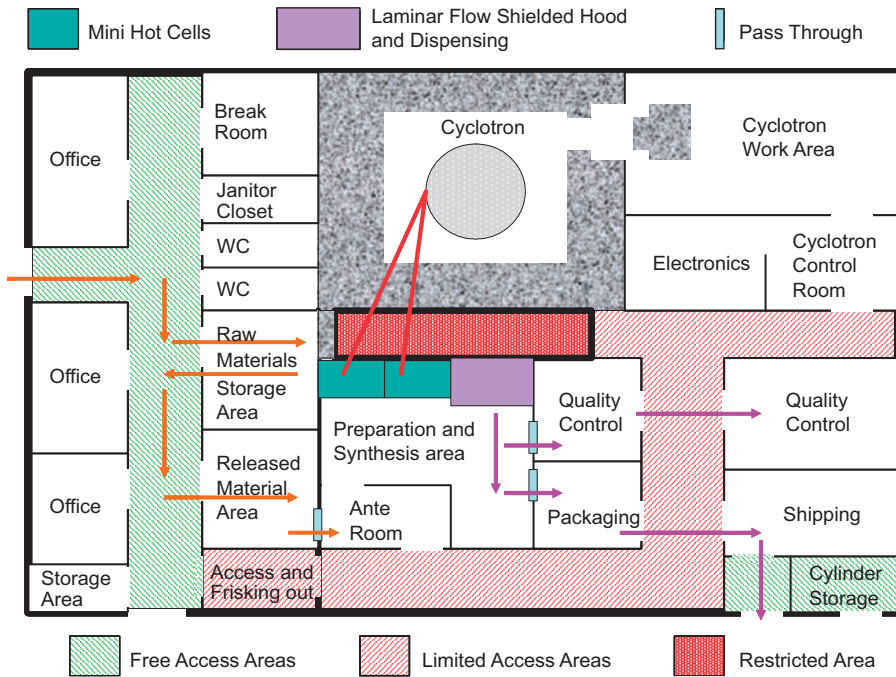 Mini Hot Cells
Laminar Flow Shielded Hood
and Dispensing
Pass Through
Office
Break
Room
Janitor
Closet
WC
WC
Cyclotron
Cyclotron
Work Area
Electronics
Cyclotron
Control
Room
Office
Raw
Materials
Storage
Area
Preparation and
Synthesis area
Quality
Control
Quality
Control
Office
Released
Material
Area
Ante
Room
Packaging
Shipping
Storage
Area
Access and
Frisking out
Cylinder
Storage
Free Access Areas
Limited Access Areas
Restricted Area